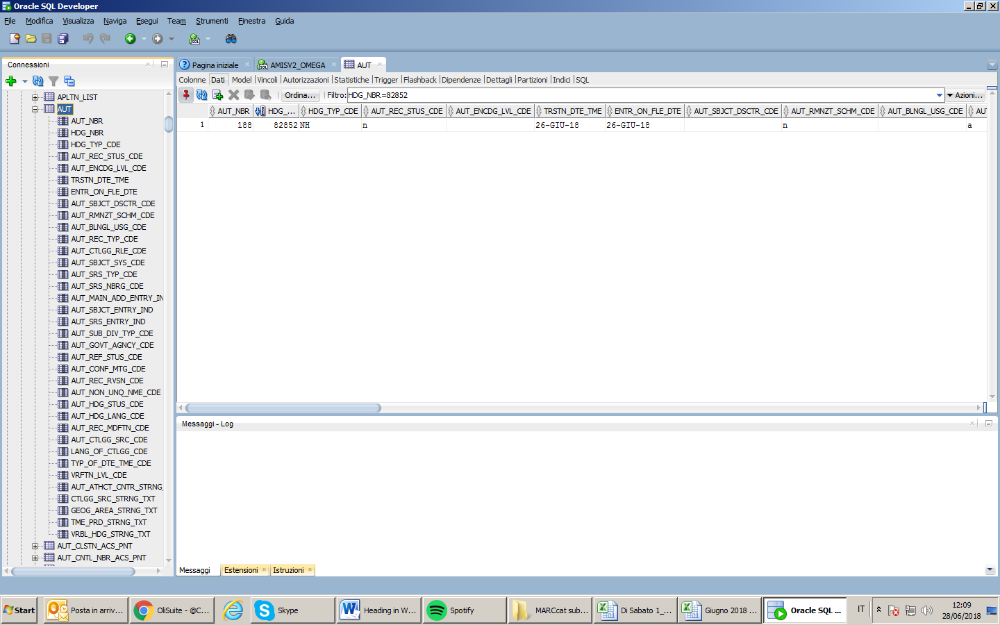 Oracle SQL Developer
File Modifica Visualizza Naviga Esegui Team Strumenti Finestra Guida
Connessioni
Pagina iniziale AMISV2_OMEGA AUT
Colonne Dati Model Vincoli Autorizzazioni Statistiche Trigger Flashback Dipendenze Dettagli Partizioni Indici SQL
Ordina... Filtro: HDG_NBR=82852 Azioni...
AUT_NBR HDG_... HDG_TYP_CDE AUT_REC_STUS_CDE AUT_ENCDG_LVL_CDE TRSTN_DTE_TME ENTR_ON_FLE_DTE AUT_SBJCT_DSCTR_CDE AUT_RMNZT_SCHM_CDE AUT_BLNGL_USG_CDE AUT
1 188 82852 NH n 26-GIU-18 26-GIU-18 n a
APLTN_LIST
AUT
AUT_NBR
HDG_NBR
HDG_TYP_CDE
AUT_REC_STUS_CDE
AUT_ENCDG_LVL_CDE
TRSTN_DTE_TME
ENTR_ON_FLE_DTE
AUT_SBJCT_DSCTR_CDE
AUT_RMNZT_SCHM_CDE
AUT_BLNGL_USG_CDE
AUT_REC_TYP_CDE
AUT_CTLGG_RLE_CDE
AUT_SBJCT_SYS_CDE
AUT_SRS_TYP_CDE
AUT_SRS_NBRG_CDE
AUT_MAIN_ADD_ENTRY_IN
AUT_SBJCT_ENTRY_IND
AUT_SRS_ENTRY_IND
AUT_SUB_DIV_TYP_CDE
AUT_GOVT_AGNCY_CDE
AUT_REF_STUS_CDE
AUT_CONF_MTG_CDE
AUT_REC_RVSN_CDE
AUT_NON_UNQ_NME_CDE
AUT_HDG_STUS_CDE
AUT_HDG_LANG_CDE
AUT_REC_MDFTN_CDE
AUT_CTLGG_SRC_CDE
LANG_OF_CTLGG_CDE
TYP_OF_DTE_TME_CDE
VRFTN_LVL_CDE
AUT_ATHCT_CNTR_STRNG_
CTLGG_SRC_STRNG_TXT
GEOG_AREA_STRNG_TXT
TME_PRD_STRNG_TXT
VRBL_HDG_STRNG_TXT
AUT_CLSTN_ACS_PNT
AUT_CNTL_NBR_ACS_PNT
Messaggi - Log
Messaggi Estensioni Istruzioni
Start Posta in arriv... OliSuite - @C... Skype Heading in W... Spotify MARCcat sub... Di Sabato 1_... Giugno 2018 ... Oracle SQL ... IT 12:09
28/06/2018